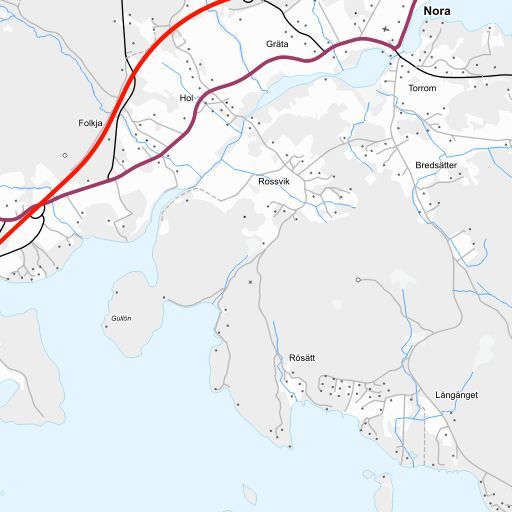 Nora
Gräta
Torrom
Hol
Folkja
Bredsätter
Rossvik
Gullön
Rösätt
Långänget